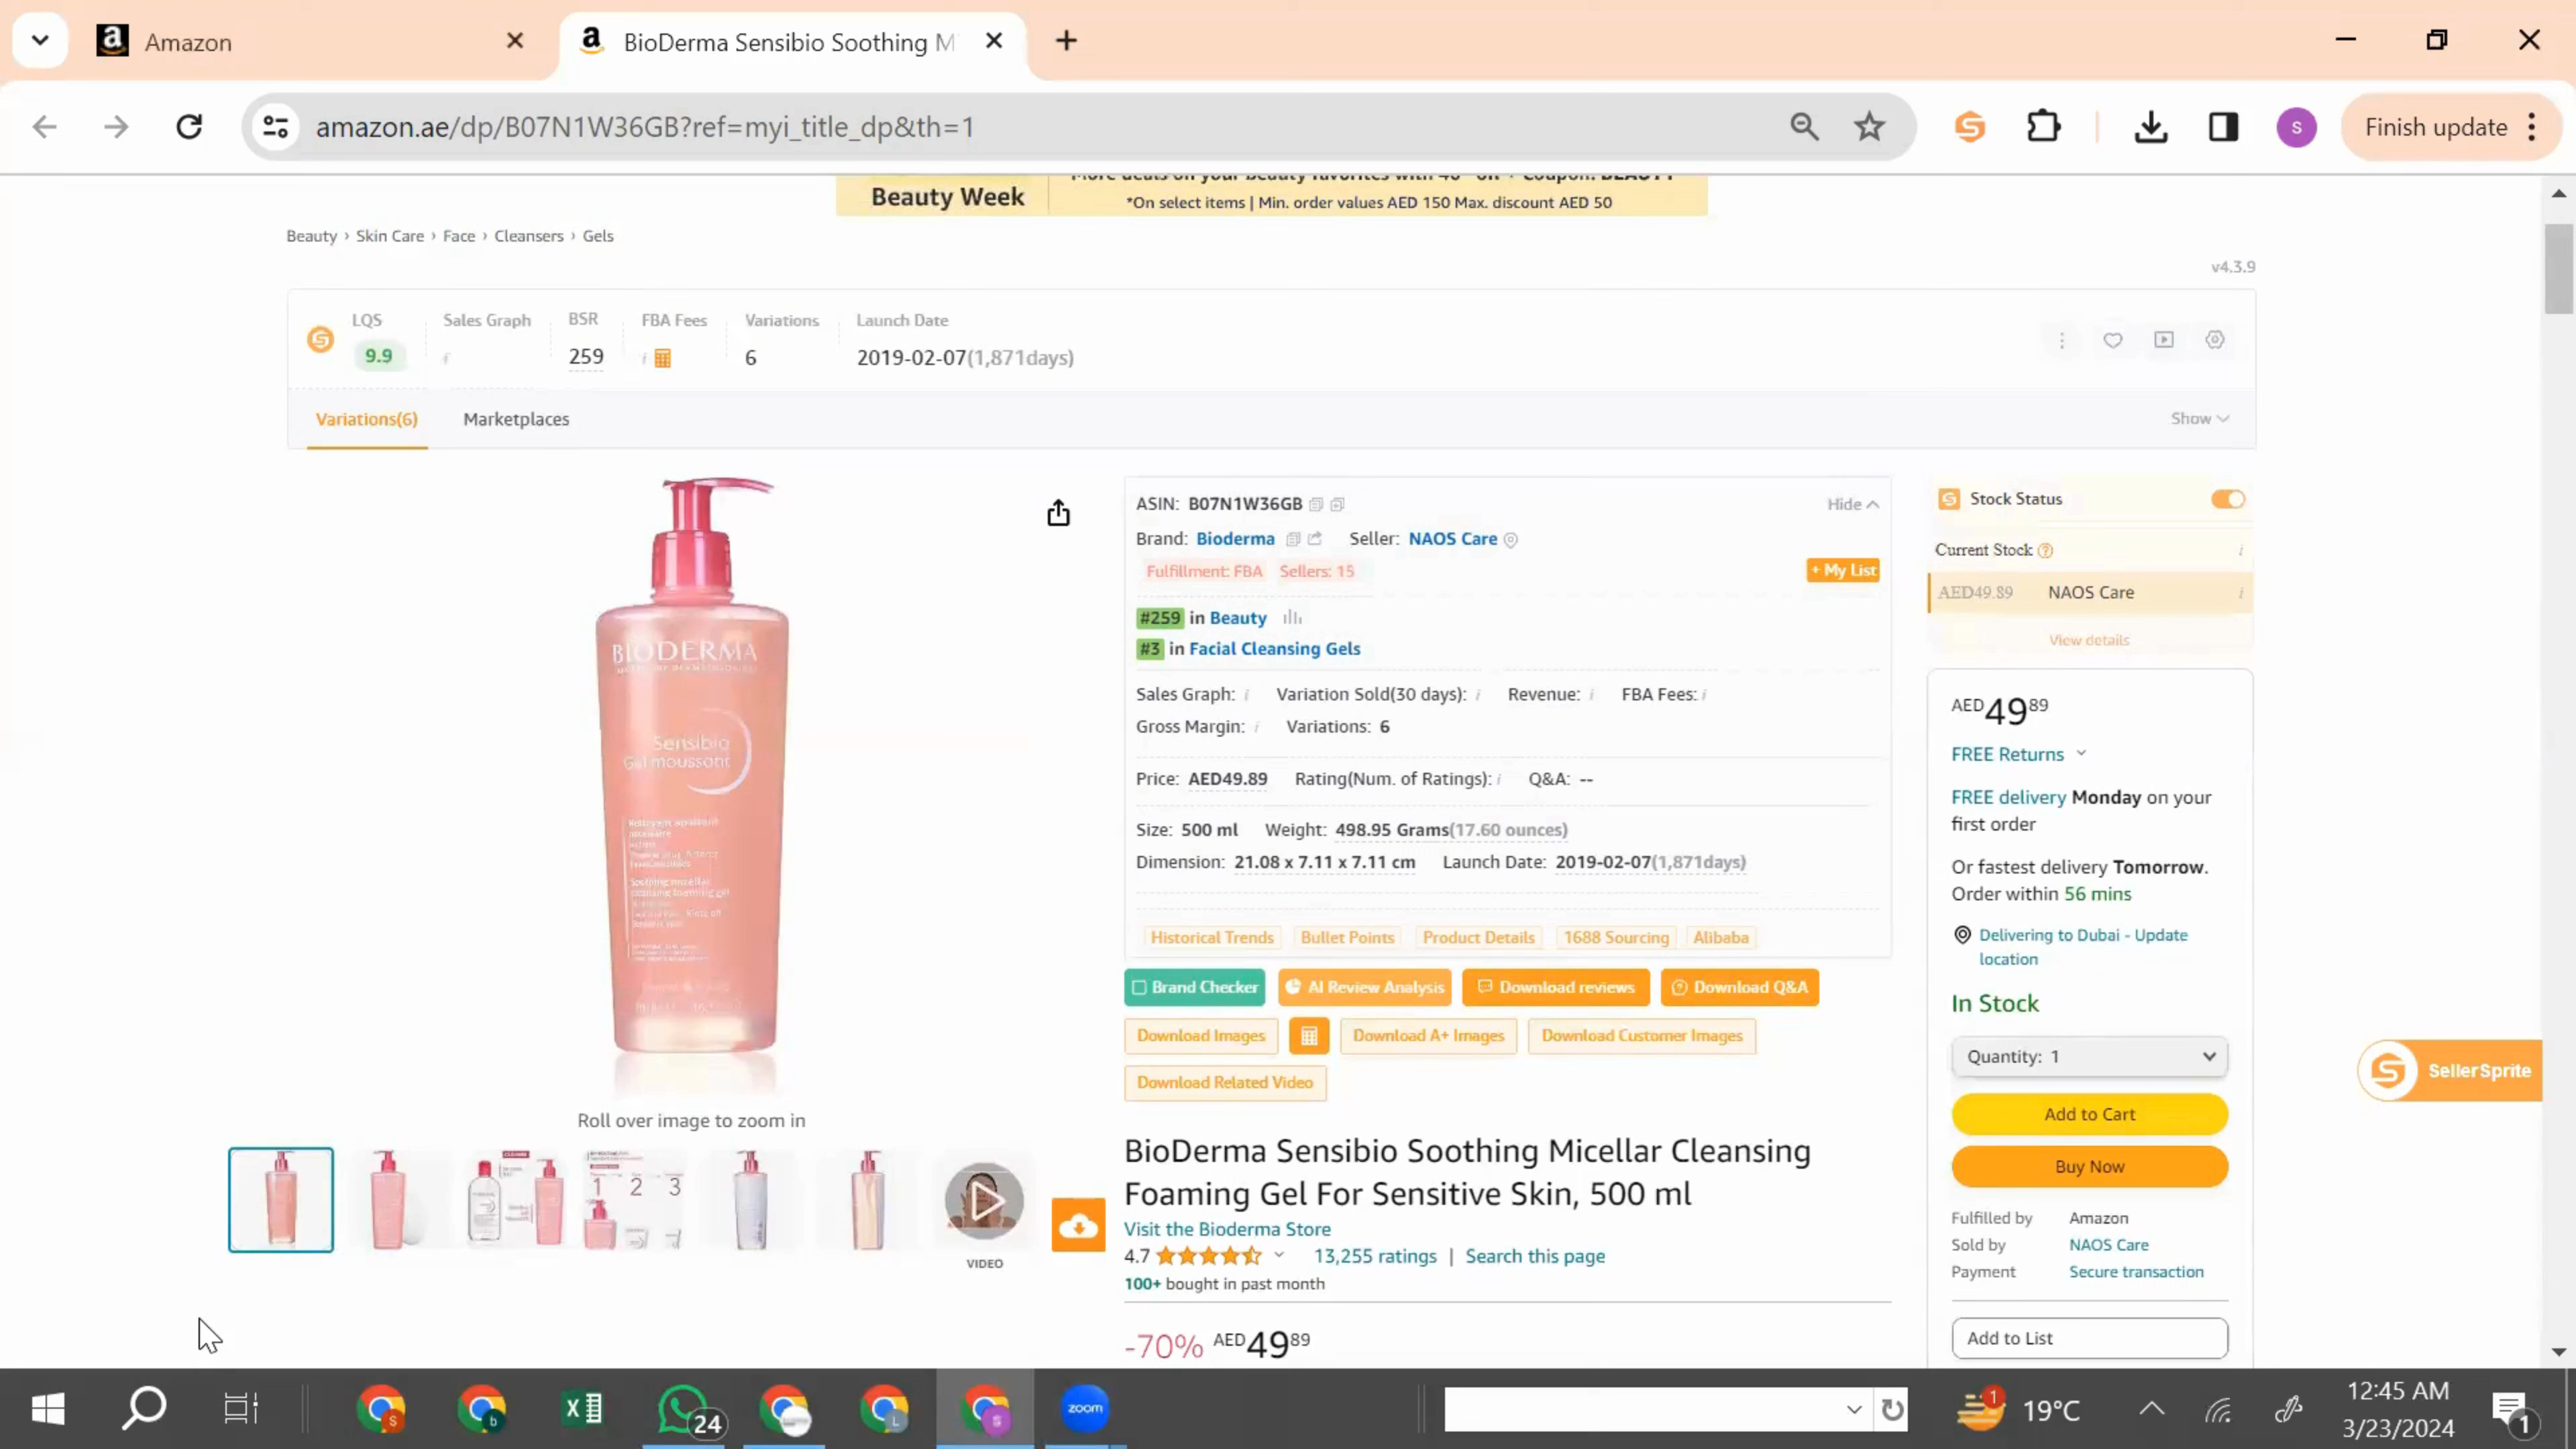 Amazon
BioDerma Sensibio Soothing M
amazon.ae/dp/B07N1W36GB?ref=myi_title_dp&th=1
S
Finish update
Beauty Week
*On select items | Min. order values AED 150 Max. discount AED 50
Beauty › Skin Care › Face › Cleansers › Gels
v4.3.9
LQS Sales Graph BSR FBA Fees Variations Launch Date
9.9 259 6 2019-02-07(1,871days)
Variations(6) Marketplaces Show
ASIN: B07N1W36GB Hide
Brand: Bioderma Seller: NAOS Care
Fulfillment: FBA Sellers: 15 + My List
#259 in Beauty
#3 in Facial Cleansing Gels
Sales Graph: Variation Sold(30 days): Revenue: FBA Fees:
Gross Margin: Variations: 6
Price: AED49.89 Rating(Num. of Ratings): Q&A: --
Size: 500 ml Weight: 498.95 Grams(17.60 ounces)
Dimension: 21.08 x 7.11 x 7.11 cm Launch Date: 2019-02-07(1,871days)
Historical Trends Bullet Points Product Details 1688 Sourcing Alibaba
Brand Checker AI Review Analysis Download reviews Download Q&A
Download Images Download A+ Images Download Customer Images
Download Related Video
BIODERMA
Sensibio
Gel moussant
Roll over image to zoom in
CLEANSE
1 2 3
VIDEO
BioDerma Sensibio Soothing Micellar Cleansing
Foaming Gel For Sensitive Skin, 500 ml
Visit the Bioderma Store
4.7 13,255 ratings | Search this page
100+ bought in past month
-70% AED49 89
Stock Status
Current Stock
AED49.89 NAOS Care
View details
AED49 89
FREE Returns
FREE delivery Monday on your
first order
Or fastest delivery Tomorrow.
Order within 56 mins
Delivering to Dubai - Update
location
In Stock
Quantity: 1
Add to Cart
Buy Now
Fulfilled by Amazon
Sold by NAOS Care
Payment Secure transaction
Add to List
SellerSprite
24
zoom
1
19°C
12:45 AM
3/23/2024
1